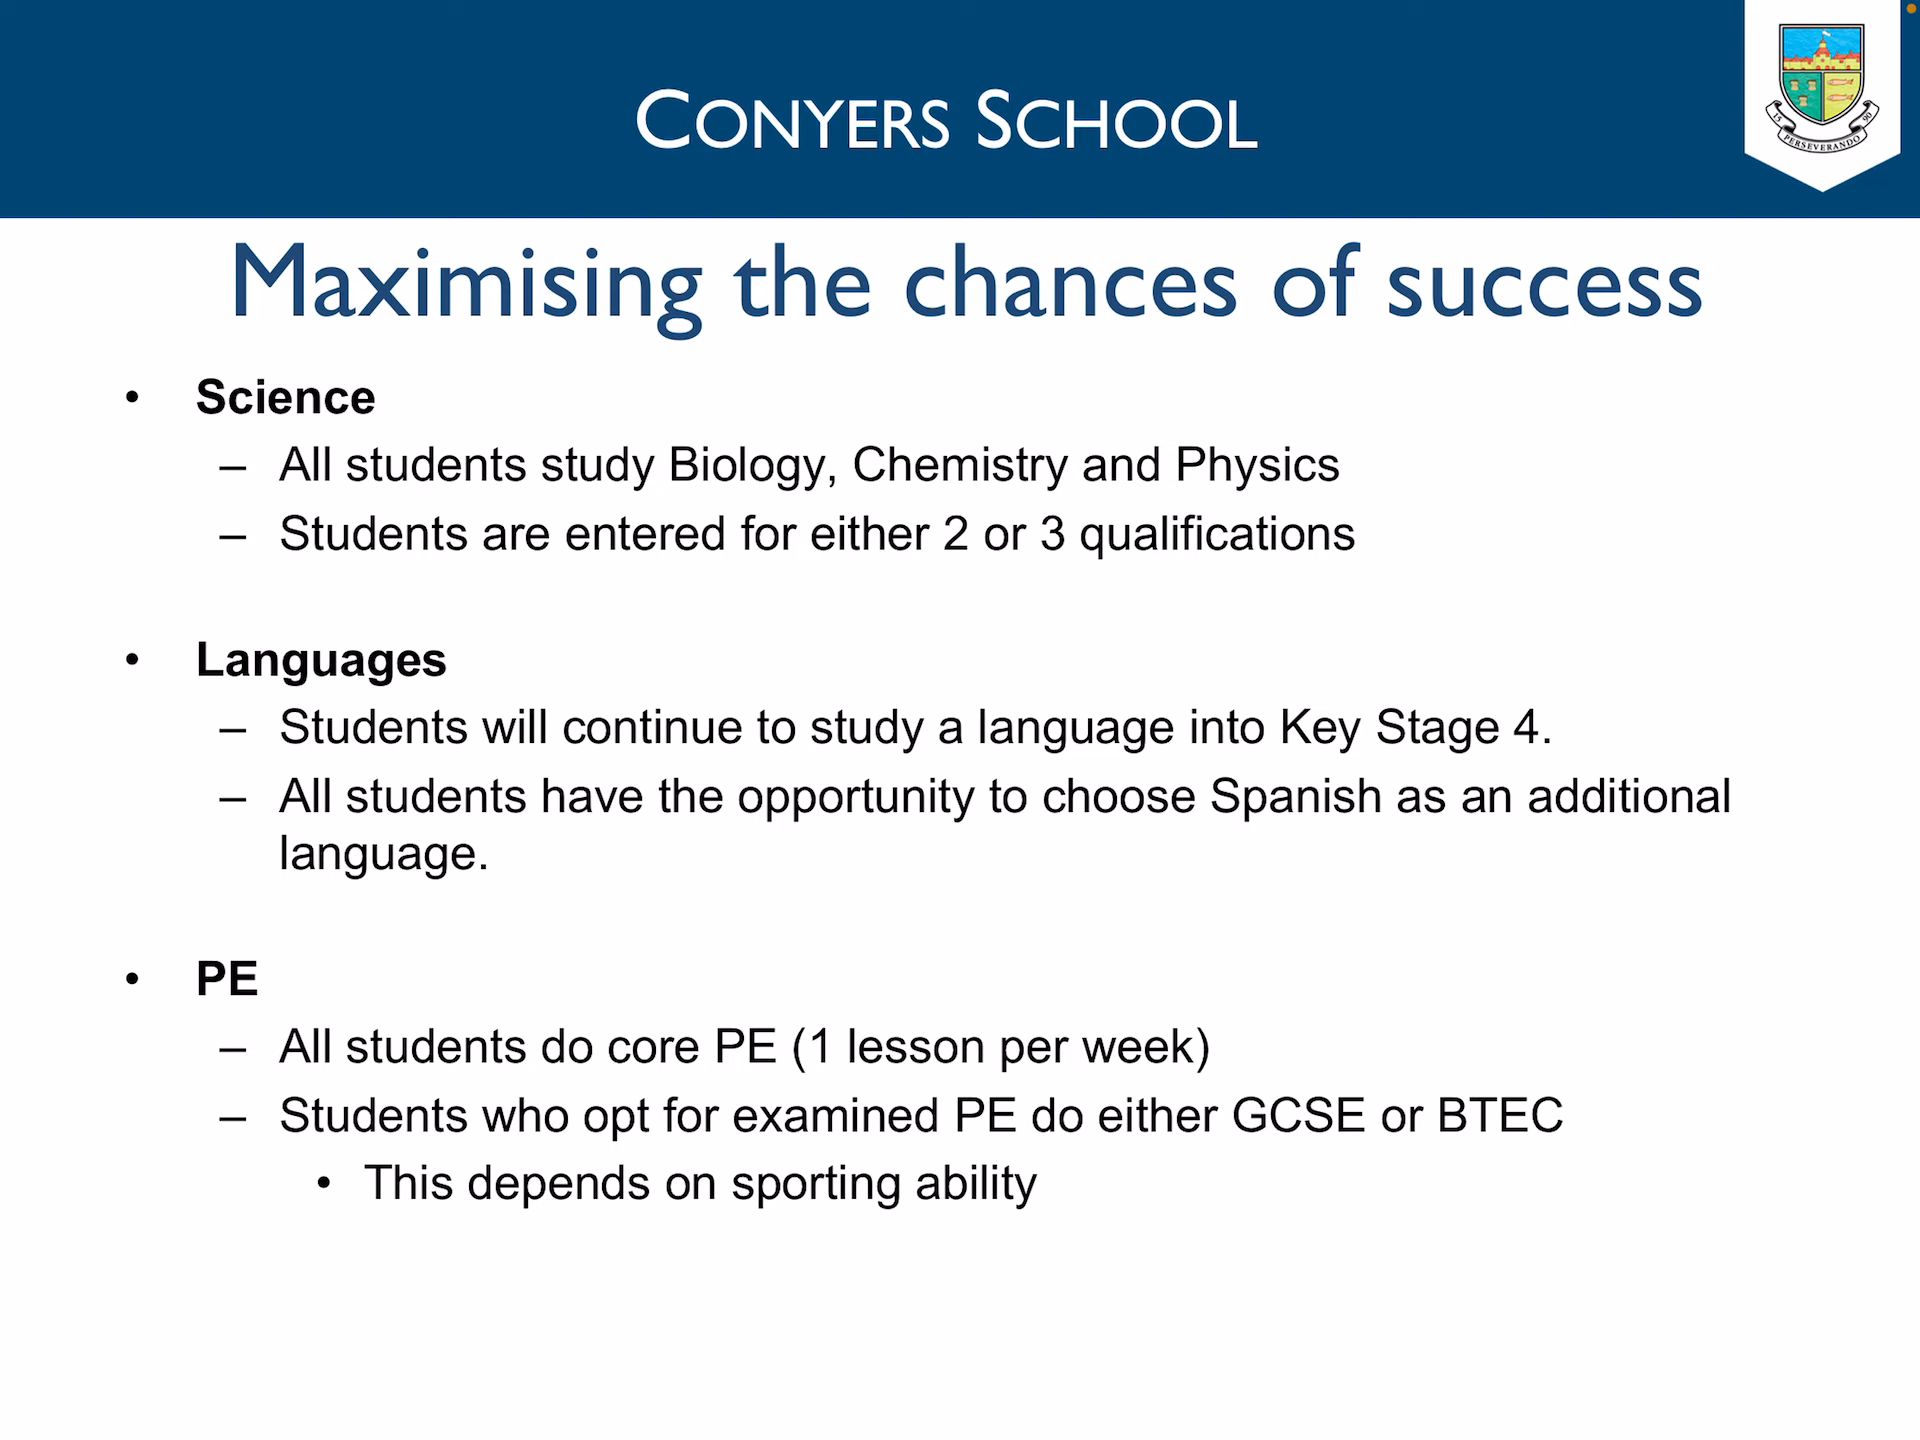 CONYERS SCHOOL
15 PERSEVERANDO 90
Maximising the chances of success
• Science
– All students study Biology, Chemistry and Physics
– Students are entered for either 2 or 3 qualifications
• Languages
– Students will continue to study a language into Key Stage 4.
– All students have the opportunity to choose Spanish as an additional
language.
• PE
– All students do core PE (1 lesson per week)
– Students who opt for examined PE do either GCSE or BTEC
• This depends on sporting ability